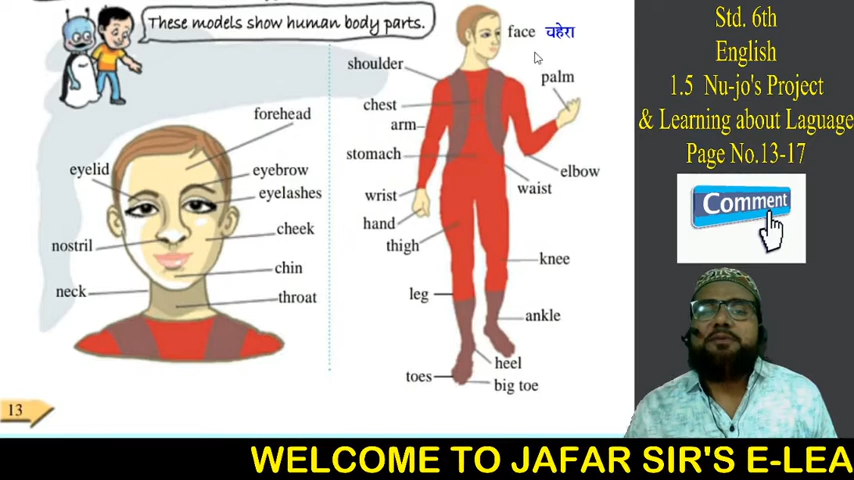 These models show human body parts.
forehead
eyelid
eyebrow
eyelashes
cheek
nostril
chin
neck
throat
13
face चहेरा
shoulder
palm
chest
arm
stomach
elbow
waist
wrist
hand
thigh
knee
leg
ankle
heel
toes
big toe
Std. 6th
English
1.5 Nu-jo's Project
& Learning about Laguage
Page No.13-17
Comment
WELCOME TO JAFAR SIR'S E-LEA